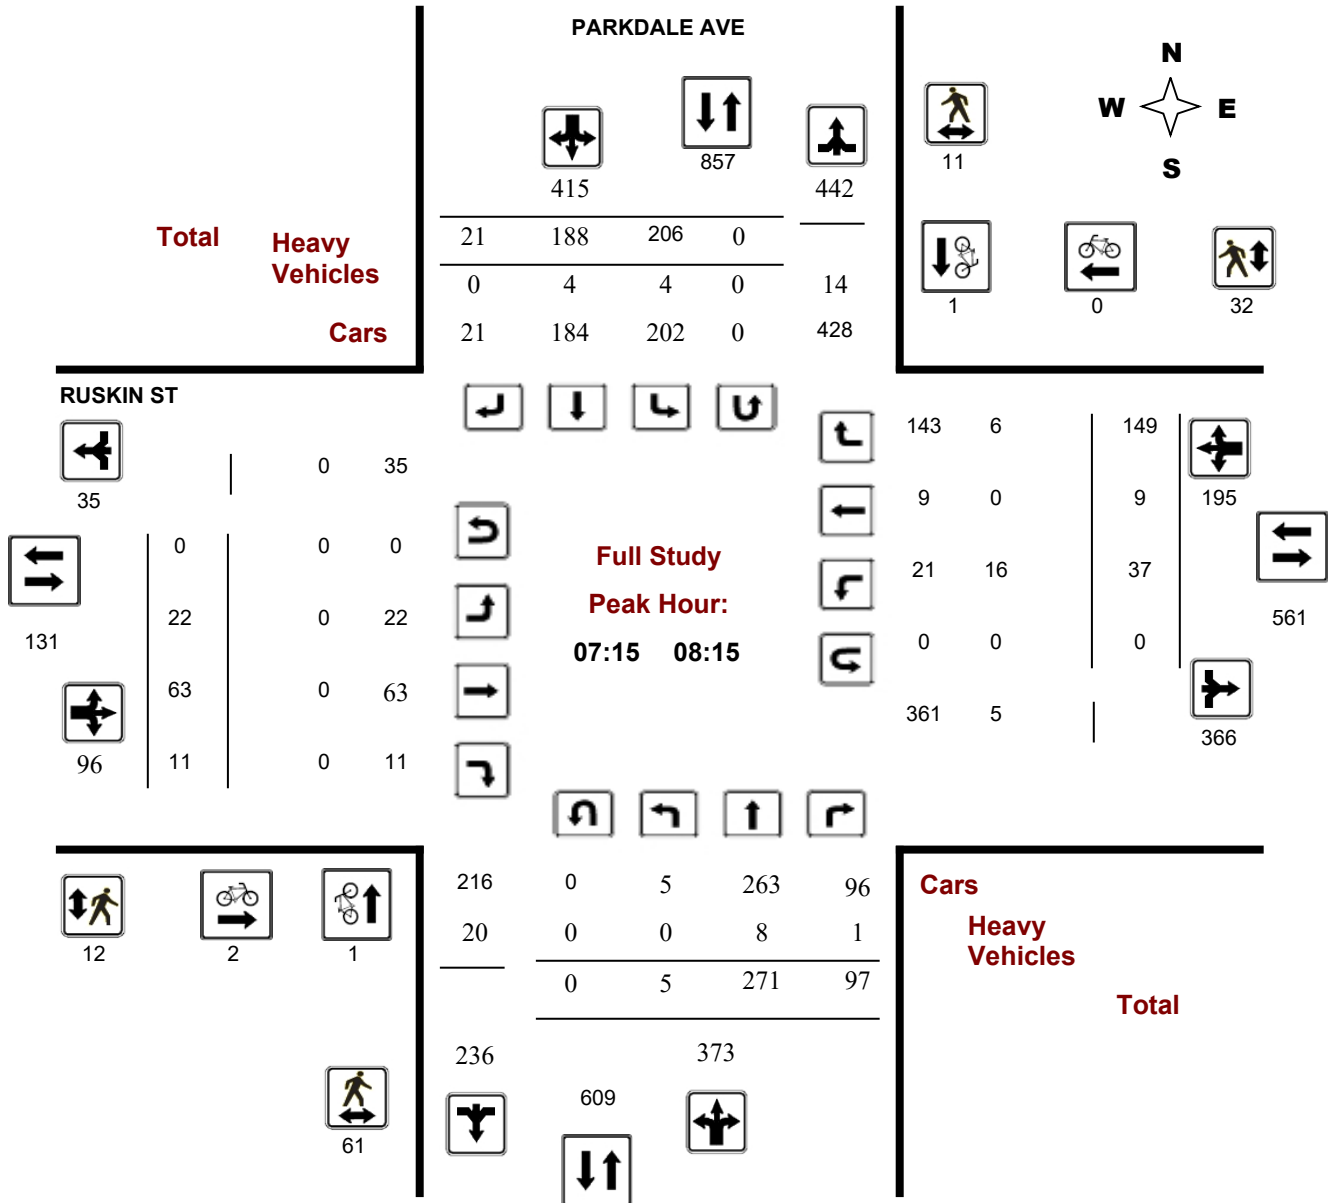 PARKDALE AVE
N
W E
S
857
11
415
442
Total
Heavy
Vehicles
21 188 206 0
0 4 4 0 14
Cars
21 184 202 0 428
1 0 32
RUSKIN ST
143 6 149
0 35
35
9 0 9
195
0 0 0
Full Study
21 16 37
561
22 0 22
Peak Hour:
131
07:15 08:15
0 0 0
63 0 63
361 5
366
96
11 0 11
216 0 5 263 96
Cars
20 0 0 8 1
Heavy
Vehicles
12 2 1
0 5 271 97
Total
236 373
609
61